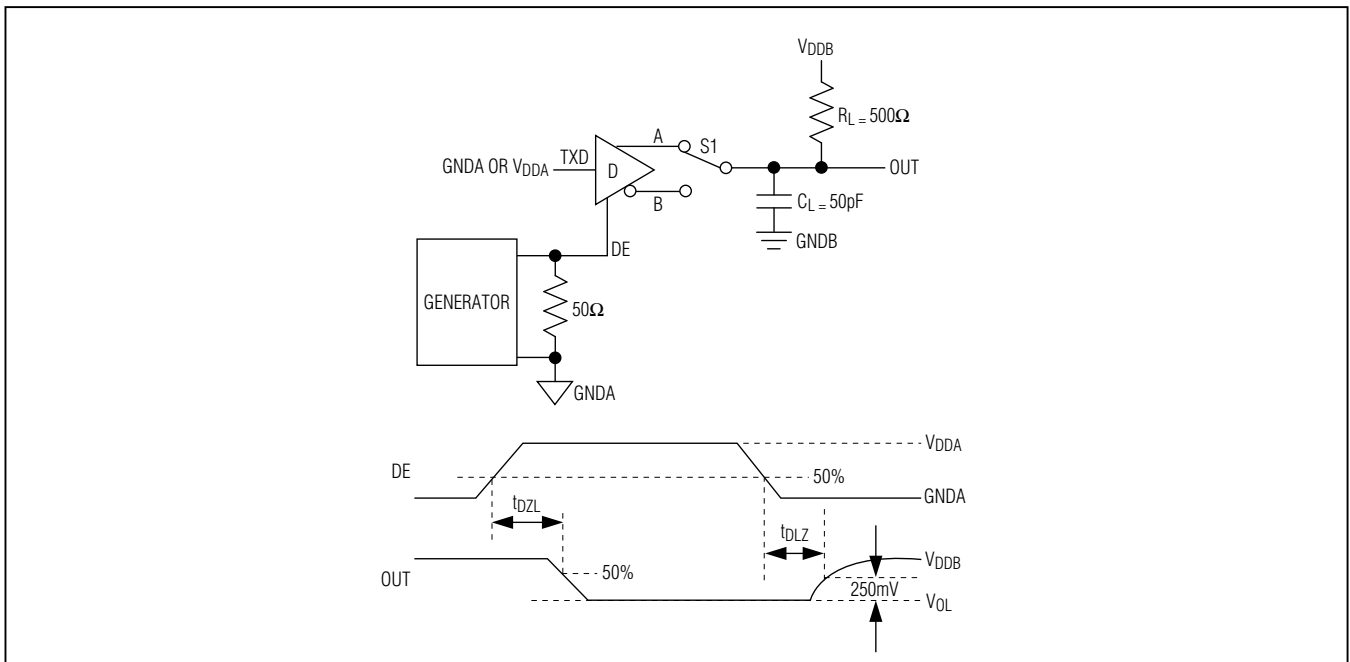 VDDB
RL = 500Ω
A
S1
GNDA OR VDDA
TXD
D
OUT
B
CL = 50pF
GNDB
DE
GENERATOR
50Ω
GNDA
VDDA
DE
50%
GNDA
tDZL
tDLZ
VDDB
OUT
50%
250mV
VOL